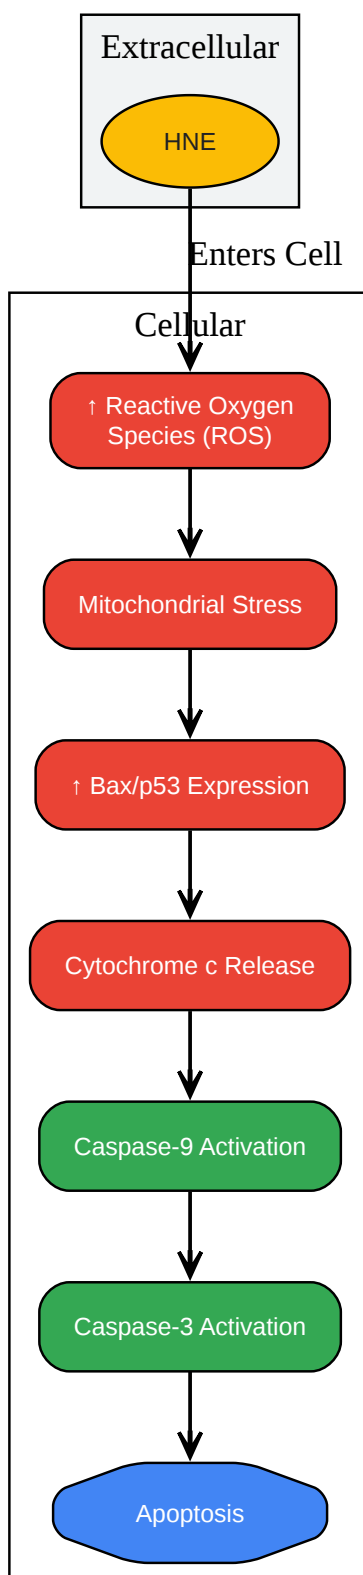 Extracellular
HNE
Enters Cell
Cellular
↑ Reactive Oxygen
Species (ROS)
Mitochondrial Stress
↑ Bax/p53 Expression
Cytochrome c Release
Caspase-9 Activation
Caspase-3 Activation
Apoptosis